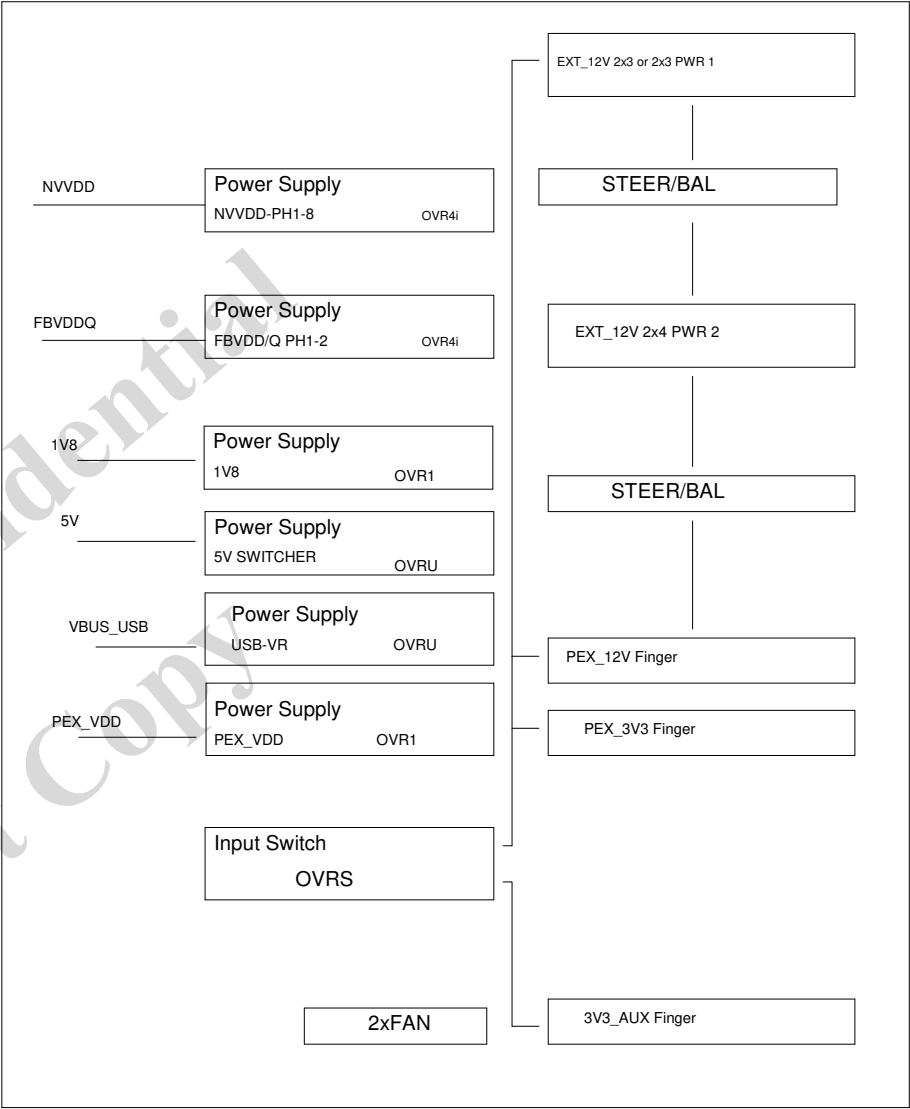 EXT_12V 2x3 or 2x3 PWR 1
STEER/BAL
NVVDD
Power Supply
NVVDD-PH1-8 OVR4i
FBVDDQ
Power Supply
FBVDD/Q PH1-2 OVR4i
EXT_12V 2x4 PWR 2
1V8
Power Supply
1V8 OVR1
STEER/BAL
5V
Power Supply
5V SWITCHER OVRU
VBUS_USB
Power Supply
USB-VR OVRU
PEX_12V Finger
PEX_VDD
Power Supply
PEX_VDD OVR1
PEX_3V3 Finger
Input Switch
OVRS
2xFAN
3V3_AUX Finger
dential
Copy